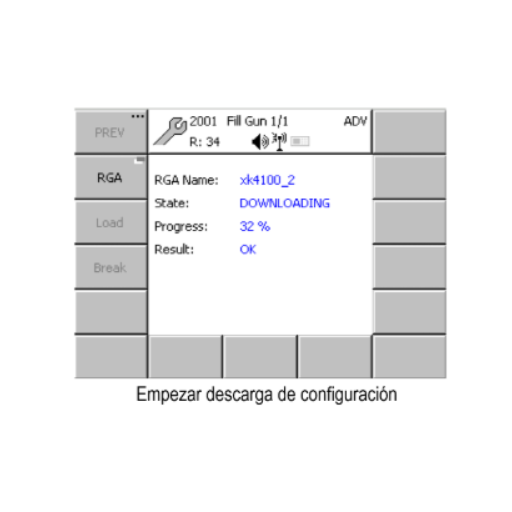 PREV
2001 Fill Gun 1/1 ADV
R: 34
RGA
RGA Name: xk4100_2
State: DOWNLOADING
Load
Progress: 32 %
Result: OK
Break
Empezar descarga de configuración